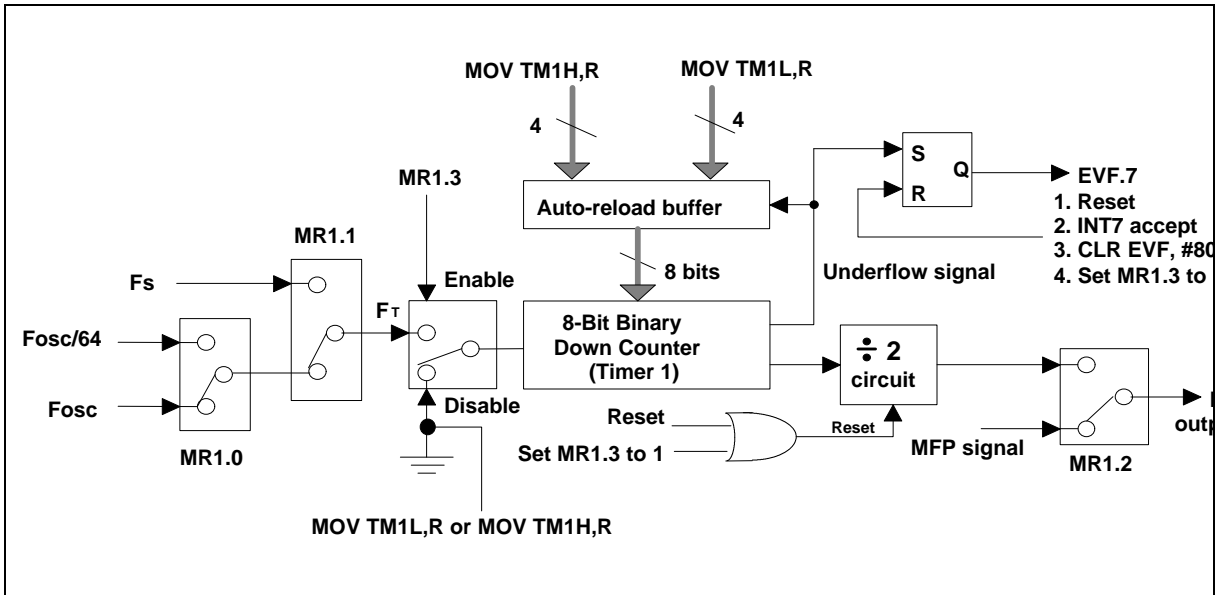 MOV TM1H,R
MOV TM1L,R
4
4
S
Q
R
EVF.7
1. Reset
2. INT7 accept
3. CLR EVF, #80
4. Set MR1.3 to
MR1.3
Auto-reload buffer
MR1.1
8 bits
Underflow signal
Fs
Enable
FT
Fosc/64
8-Bit Binary
Down Counter
(Timer 1)
÷ 2
circuit
Fosc
Disable
Reset
Reset
Set MR1.3 to 1
MFP signal
outp
MR1.0
MR1.2
MOV TM1L,R or MOV TM1H,R